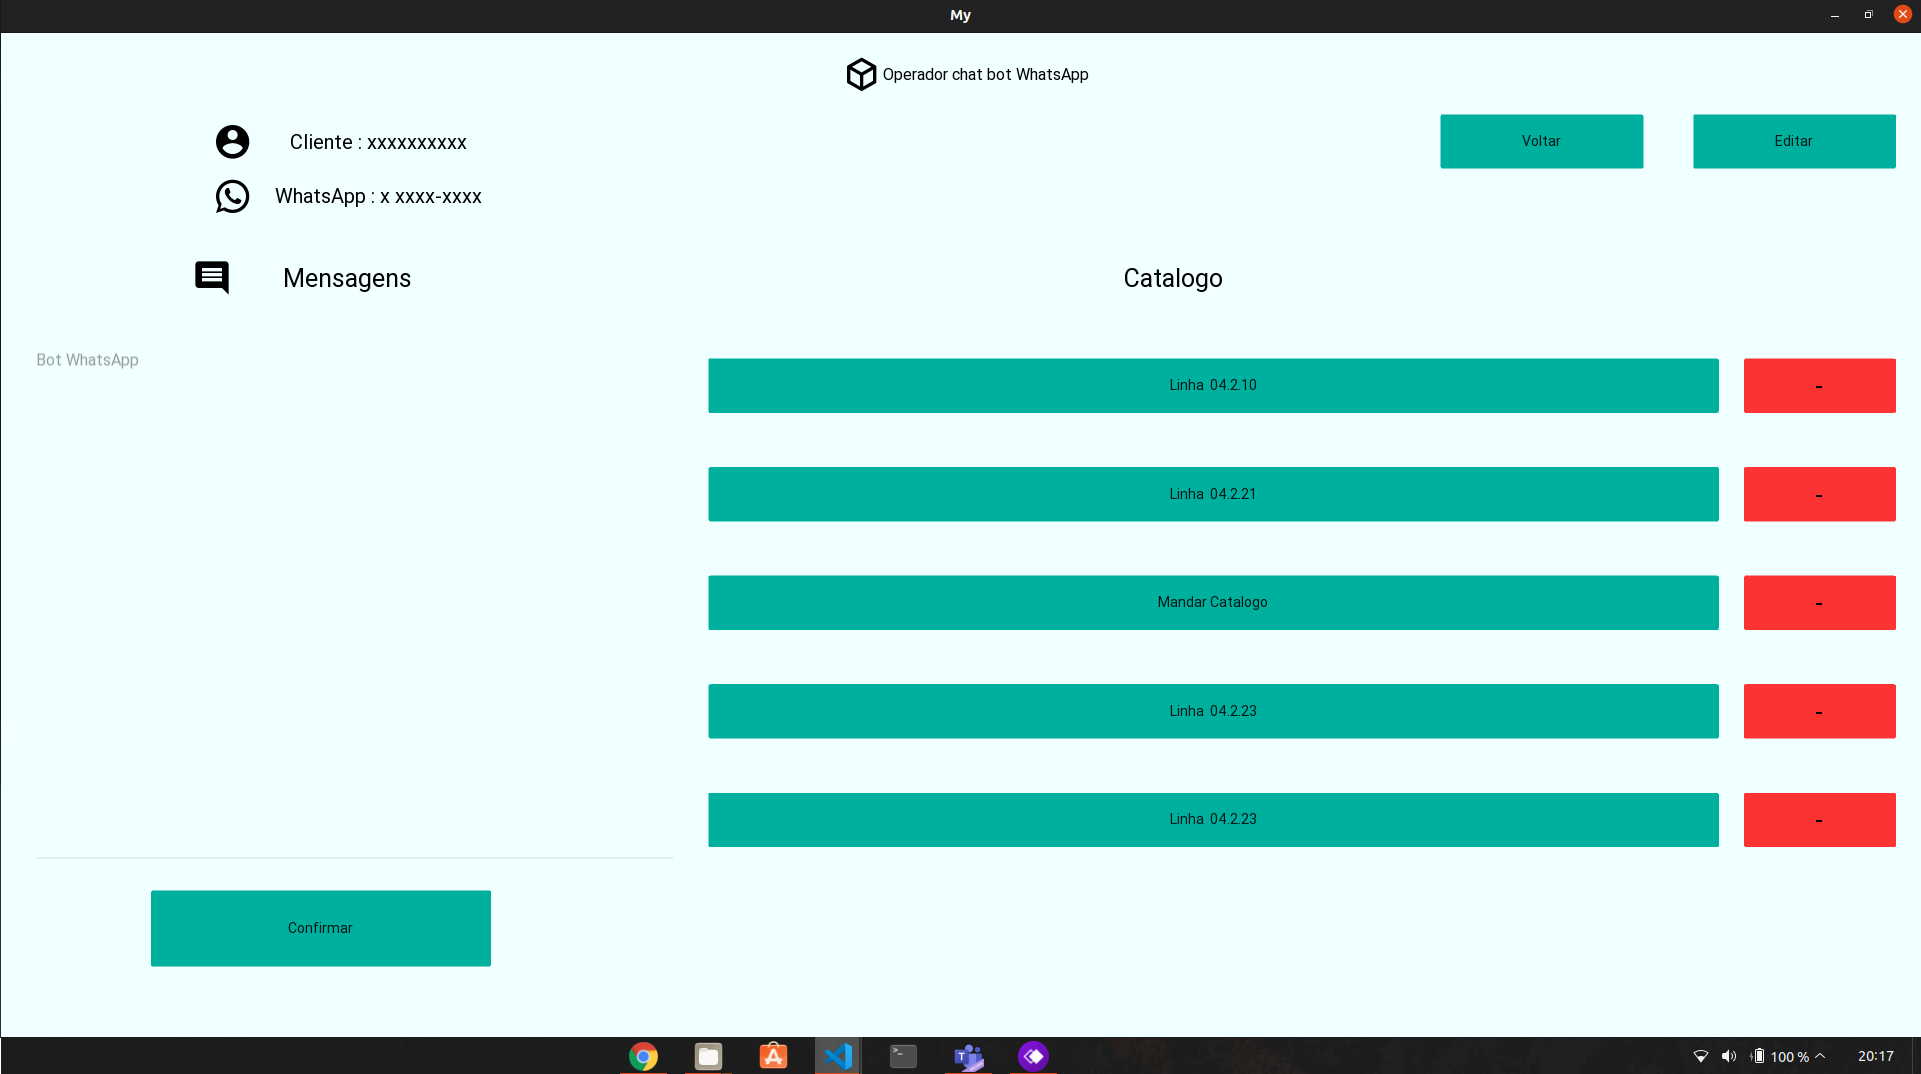 My
Operador chat bot WhatsApp
Cliente : xxxxxxxxxx
Voltar
Editar
WhatsApp : x xxxx-xxxx
Mensagens
Catalogo
Bot WhatsApp
Linha 04.2.10
-
Linha 04.2.21
-
Mandar Catalogo
-
Linha 04.2.23
-
Linha 04.2.23
-
Confirmar
100 %
20:17